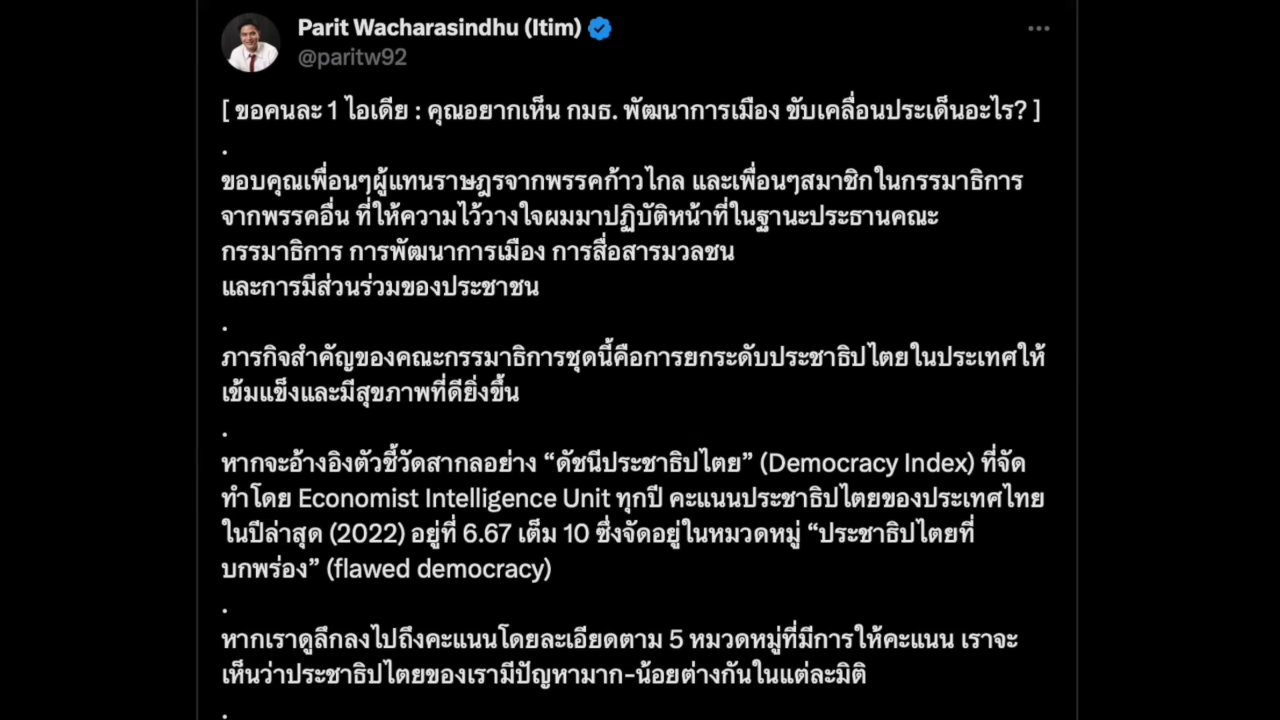 Parit Wacharasindhu (Itim)
@paritw92
[ ขอคนละ 1 ไอเดีย : คุณอยากเห็น กมธ. พัฒนาการเมือง ขับเคลื่อนประเด็นอะไร? ]
.
ขอบคุณเพื่อนๆผู้แทนราษฎรจากพรรคก้าวไกล และเพื่อนๆสมาชิกในกรรมาธิการ
จากพรรคอื่น ที่ให้ความไว้วางใจผมมาปฏิบัติหน้าที่ในฐานะประธานคณะ
กรรมาธิการ การพัฒนาการเมือง การสื่อสารมวลชน
และการมีส่วนร่วมของประชาชน
.
ภารกิจสำคัญของคณะกรรมาธิการชุดนี้คือการยกระดับประชาธิปไตยในประเทศให้
เข้มแข็งและมีสุขภาพที่ดียิ่งขึ้น
.
หากจะอ้างอิงตัวชี้วัดสากลอย่าง “ดัชนีประชาธิปไตย” (Democracy Index) ที่จัด
ทำโดย Economist Intelligence Unit ทุกปี คะแนนประชาธิปไตยของประเทศไทย
ในปีล่าสุด (2022) อยู่ที่ 6.67 เต็ม 10 ซึ่งจัดอยู่ในหมวดหมู่ “ประชาธิปไตยที่
บกพร่อง” (flawed democracy)
.
หากเราดูลึกลงไปถึงคะแนนโดยละเอียดตาม 5 หมวดหมู่ที่มีการให้คะแนน เราจะ
เห็นว่าประชาธิปไตยของเรามีปัญหามาก-น้อยต่างกันในแต่ละมิติ
.